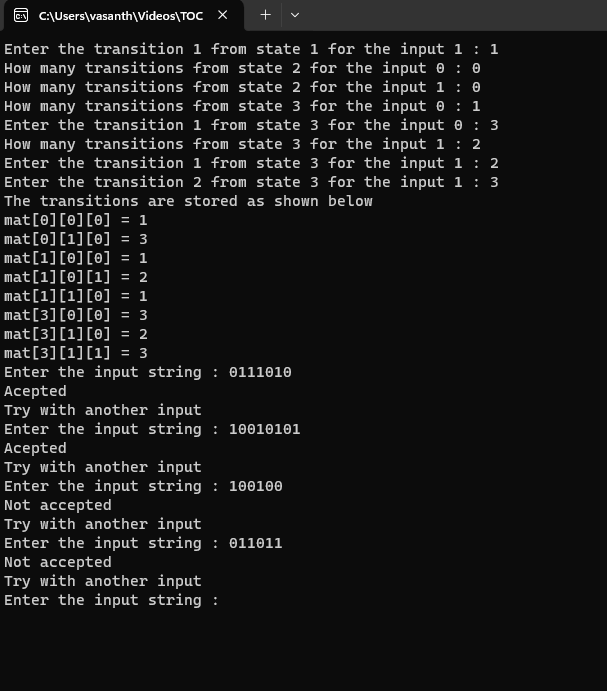 C:\Users\vasanth\Videos\TOC
Enter the transition 1 from state 1 for the input 1 : 1
How many transitions from state 2 for the input 0 : 0
How many transitions from state 2 for the input 1 : 0
How many transitions from state 3 for the input 0 : 1
Enter the transition 1 from state 3 for the input 0 : 3
How many transitions from state 3 for the input 1 : 2
Enter the transition 1 from state 3 for the input 1 : 2
Enter the transition 2 from state 3 for the input 1 : 3
The transitions are stored as shown below
mat[0][0][0] = 1
mat[0][1][0] = 3
mat[1][0][0] = 1
mat[1][0][1] = 2
mat[1][1][0] = 1
mat[3][0][0] = 3
mat[3][1][0] = 2
mat[3][1][1] = 3
Enter the input string : 0111010
Acepted
Try with another input
Enter the input string : 10010101
Acepted
Try with another input
Enter the input string : 100100
Not accepted
Try with another input
Enter the input string : 011011
Not accepted
Try with another input
Enter the input string :